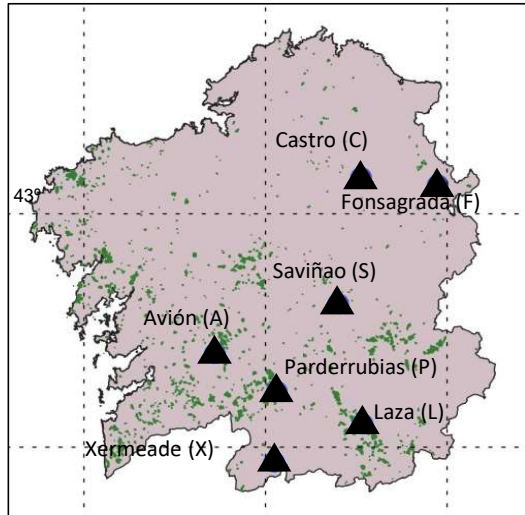 Castro (C)
43°
Fonsagrada (F)
Saviñao (S)
Avión (A)
Parderrubias (P)
Laza (L)
Xermeade (X)